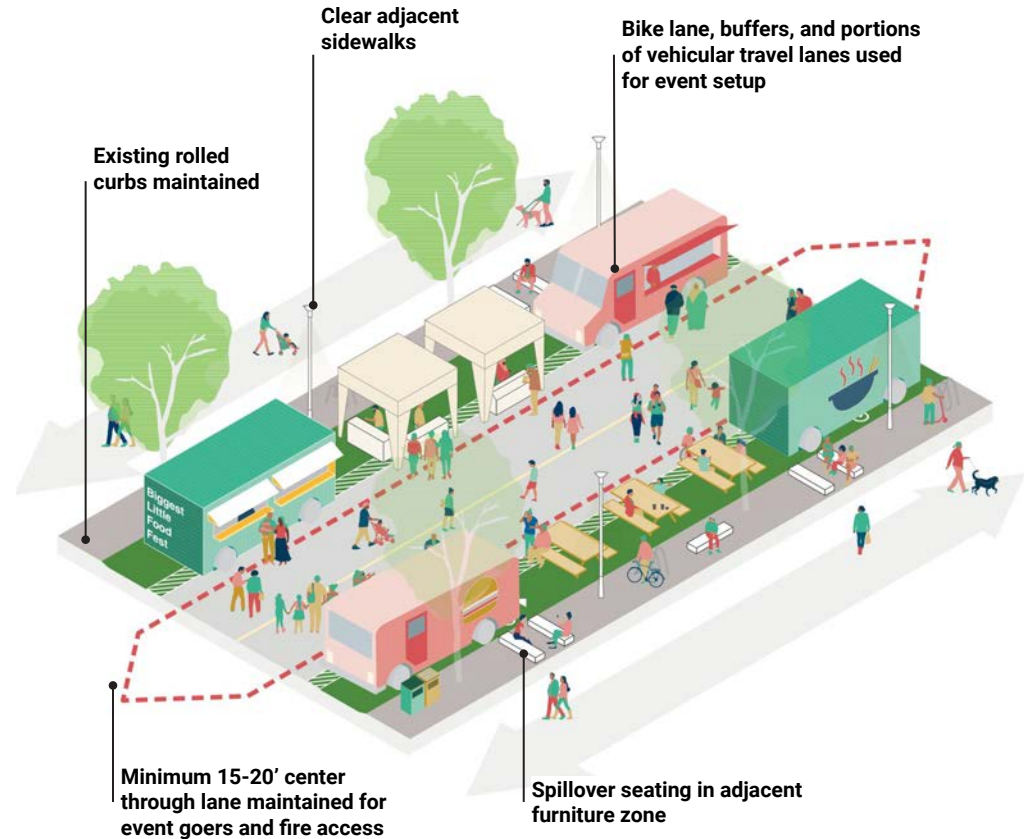 Clear adjacent
sidewalks
Bike lane, buffers, and portions
of vehicular travel lanes used
for event setup
Existing rolled
curbs maintained
Biggest
Little
Food
Fest
Minimum 15-20’ center
through lane maintained for
event goers and fire access
Spillover seating in adjacent
furniture zone